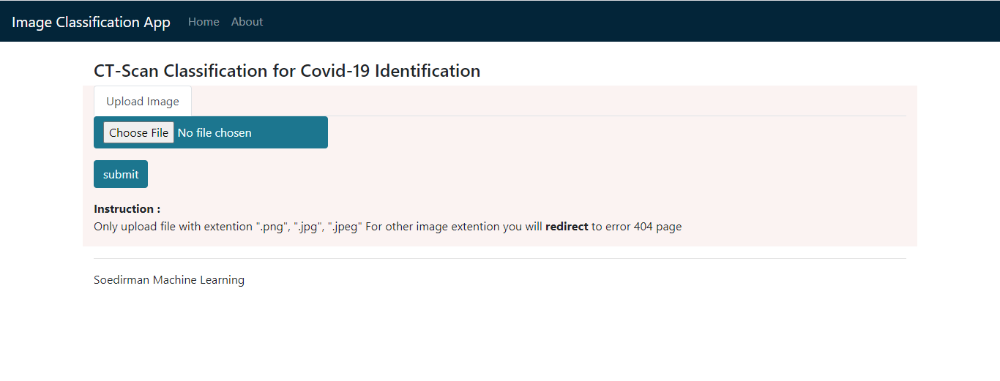 Image Classification App Home About
CT-Scan Classification for Covid-19 Identification
Upload Image
Choose File No file chosen
submit
Instruction :
Only upload file with extention ".png", ".jpg", ".jpeg" For other image extention you will redirect to error 404 page
Soedirman Machine Learning